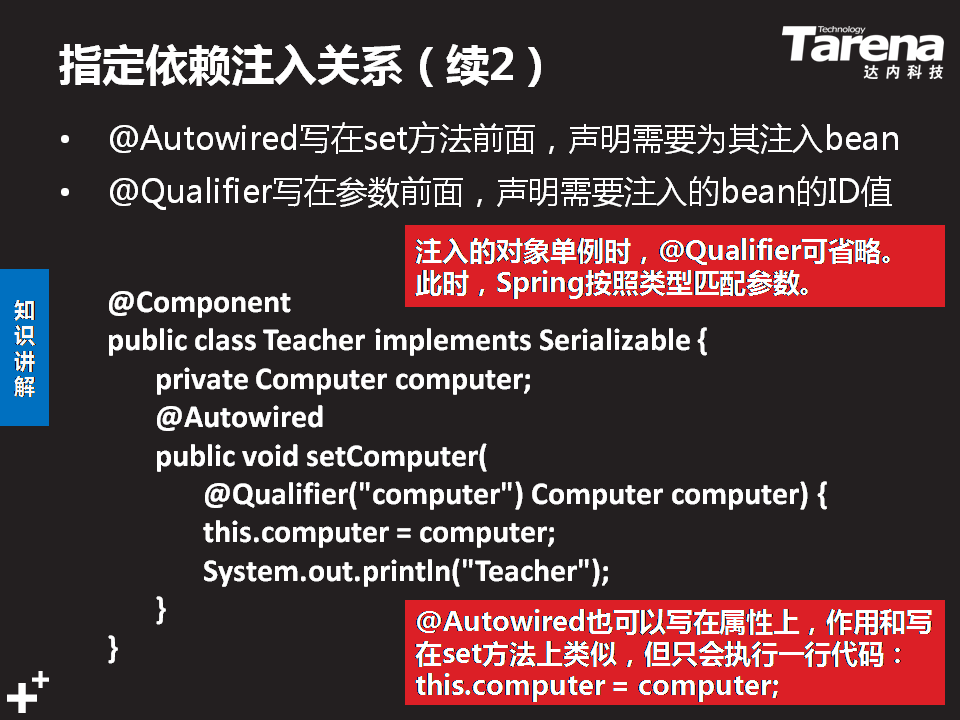 指定依赖注入关系（续2）
Technology
Tarena
达内科技
• @Autowired写在set方法前面，声明需要为其注入bean
• @Qualifier写在参数前面，声明需要注入的bean的ID值
注入的对象单例时，@Qualifier可省略。
此时，Spring按照类型匹配参数。
知识讲解
@Component
public class Teacher implements Serializable {
private Computer computer;
@Autowired
public void setComputer(
@Qualifier("computer") Computer computer) {
this.computer = computer;
System.out.println("Teacher");
}
}
@Autowired也可以写在属性上，作用和写
在set方法上类似，但只会执行一行代码：
this.computer = computer;